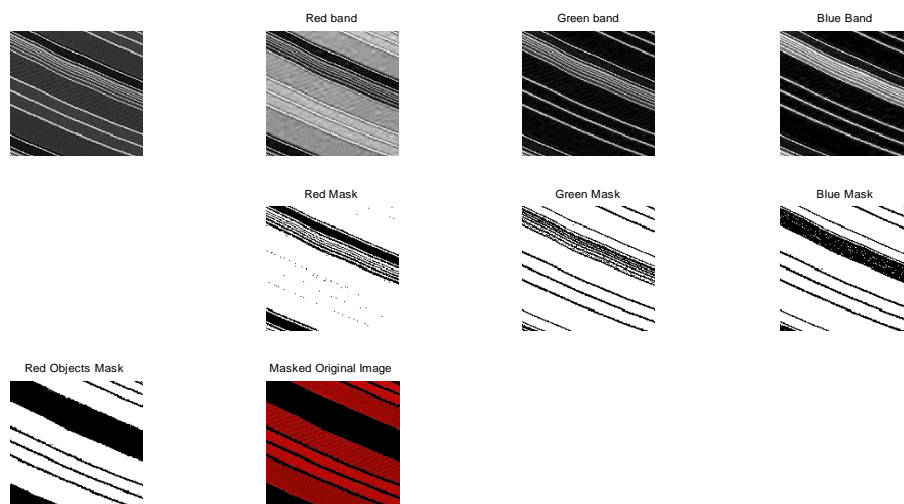 Red band
Green band
Blue Band
Red Mask
Green Mask
Blue Mask
Red Objects Mask
Masked Original Image